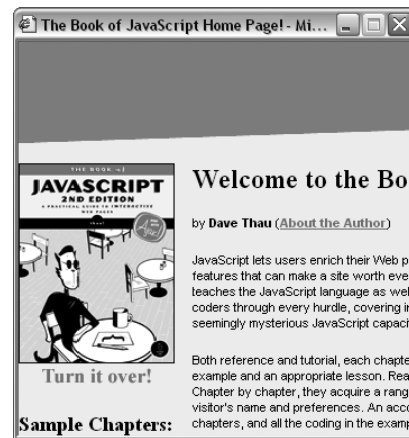 The Book of JavaScript Home Page! - Mi...
THE BOOK of
JAVASCRIPT
2ND EDITION
A PRACTICAL GUIDE TO INTERACTIVE
WEB PAGES
Turn it over!
Sample Chapters:
Welcome to the Bo
by Dave Thau (About the Author)
JavaScript lets users enrich their Web p
features that can make a site worth eve
teaches the JavaScript language as wel
coders through every hurdle, covering i
seemingly mysterious JavaScript capaci
Both reference and tutorial, each chapte
example and an appropriate lesson. Rea
Chapter by chapter, they acquire a rang
visitor's name and preferences. An acco
chapters, and all the coding in the examp